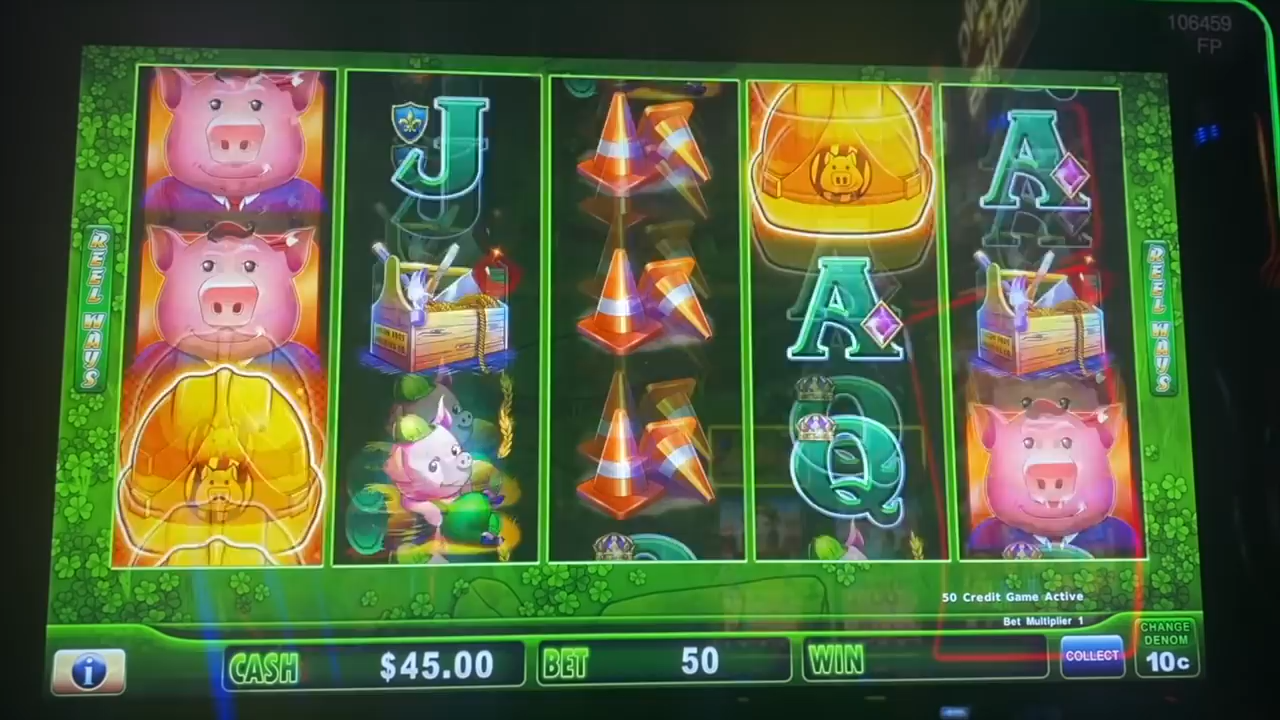 106459
FP
REEL WAYS
REEL WAYS
J
A
A
Q
50 Credit Game Active
Bet Multiplier 1
CASH $45.00
BET 50
WIN
COLLECT
CHANGE
DENOM
10¢